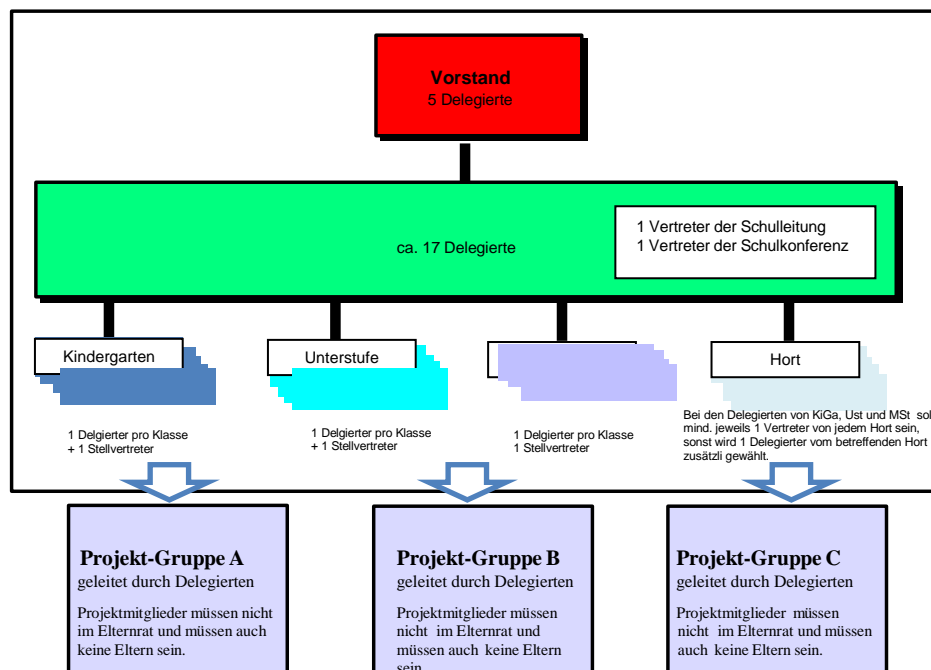 Vorstand
5 Delegierte
ca. 17 Delegierte
1 Vertreter der Schulleitung
1 Vertreter der Schulkonferenz
Kindergarten
Unterstufe
Hort
1 Delgierter pro Klasse
+ 1 Stellvertreter
1 Delgierter pro Klasse
+ 1 Stellvertreter
1 Delgierter pro Klasse
1 Stellvertreter
Bei den Delegierten von KiGa, Ust und MSt sol
mind. jeweils 1 Vertreter von jedem Hort sein,
sonst wird 1 Delegierter vom betreffenden Hort
zusätzli gewählt.
Projekt-Gruppe A
geleitet durch Delegierten
Projektmitglieder müssen nicht
im Elternrat und müssen auch
keine Eltern sein.
Projekt-Gruppe B
geleitet durch Delegierten
Projektmitglieder müssen
nicht im Elternrat und
müssen auch keine Eltern
sein
Projekt-Gruppe C
geleitet durch Delegierten
Projektmitglieder müssen
nicht im Elternrat und müssen
auch keine Eltern sein.